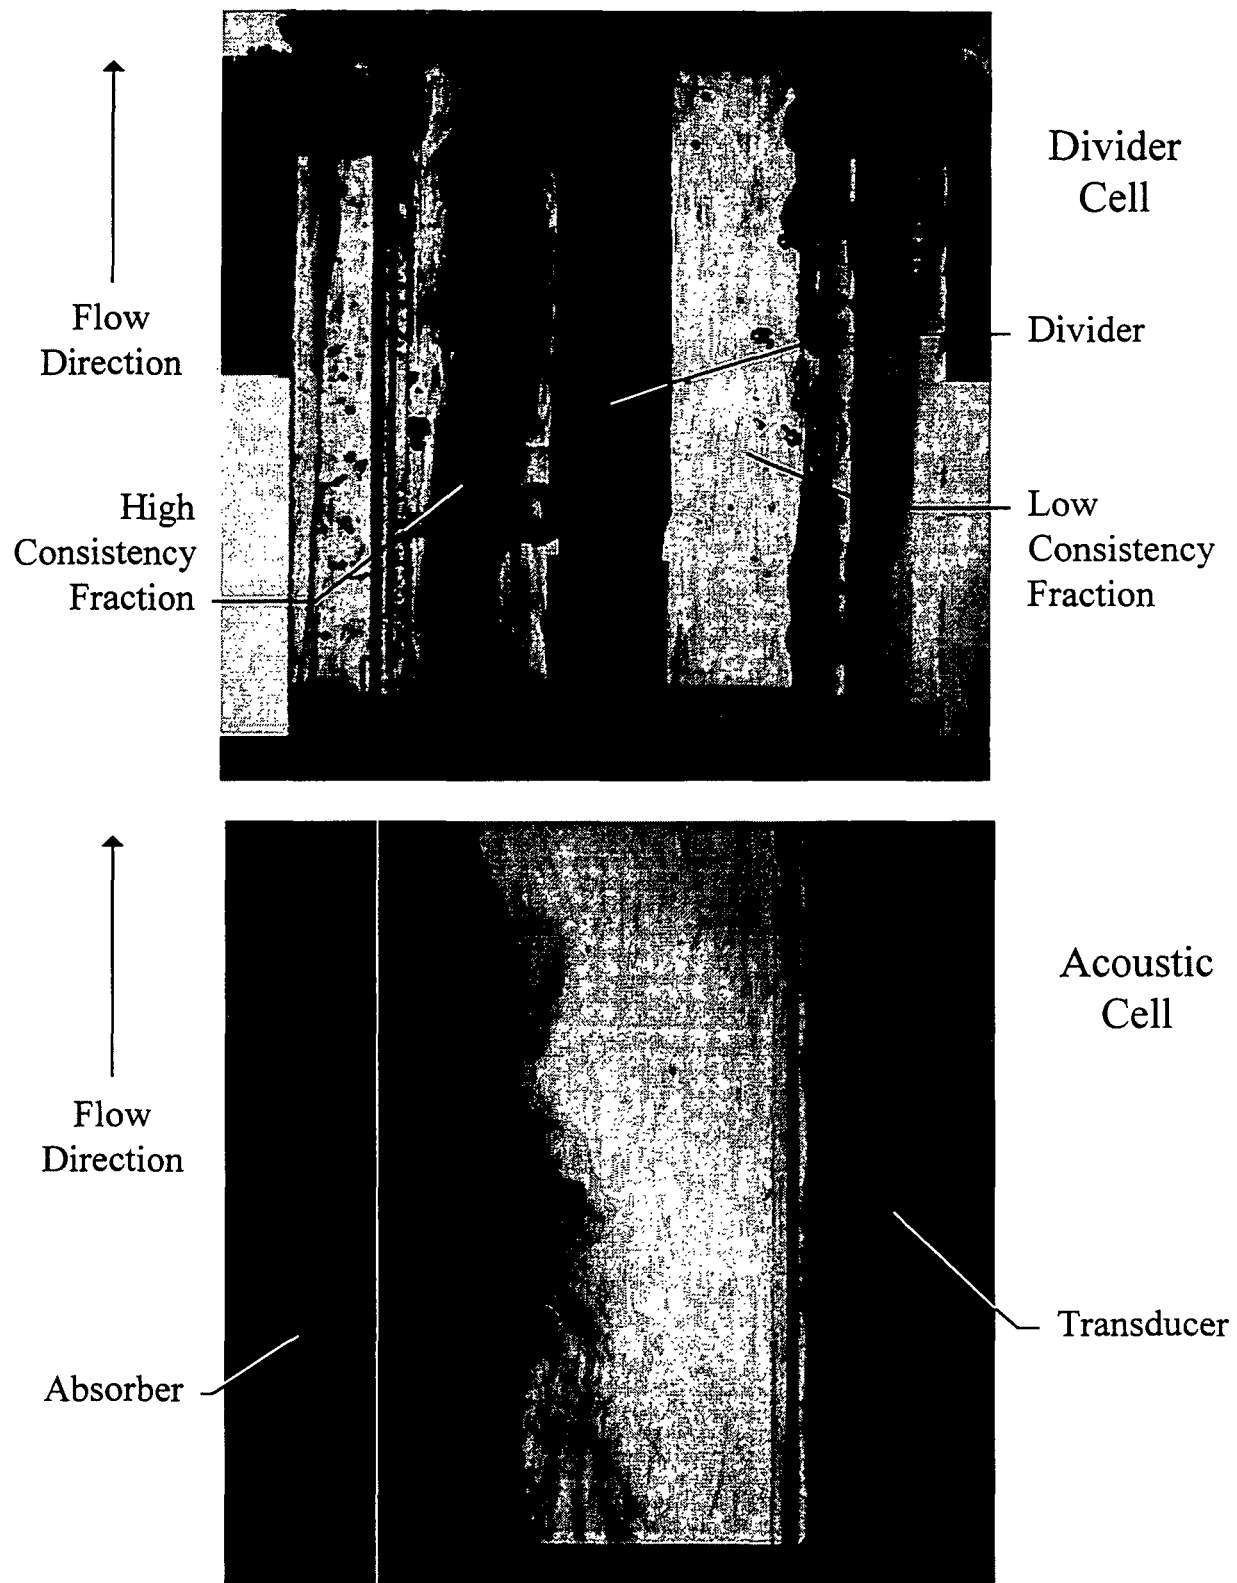 Divider
Cell
Flow
Direction
Divider
High
Consistency
Fraction
Low
Consistency
Fraction
Acoustic
Cell
Flow
Direction
Transducer
Absorber